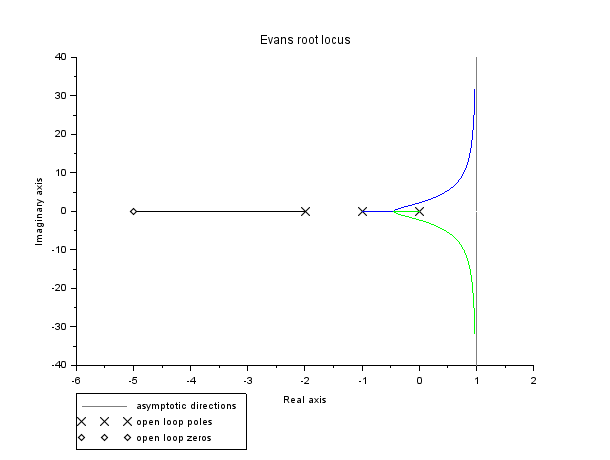 Evans root locus
40
30
20
10
0
-10
-20
-30
-40
Imaginary axis
-6 -5 -4 -3 -2 -1 0 1 2
Real axis
asymptotic directions
open loop poles
open loop zeros